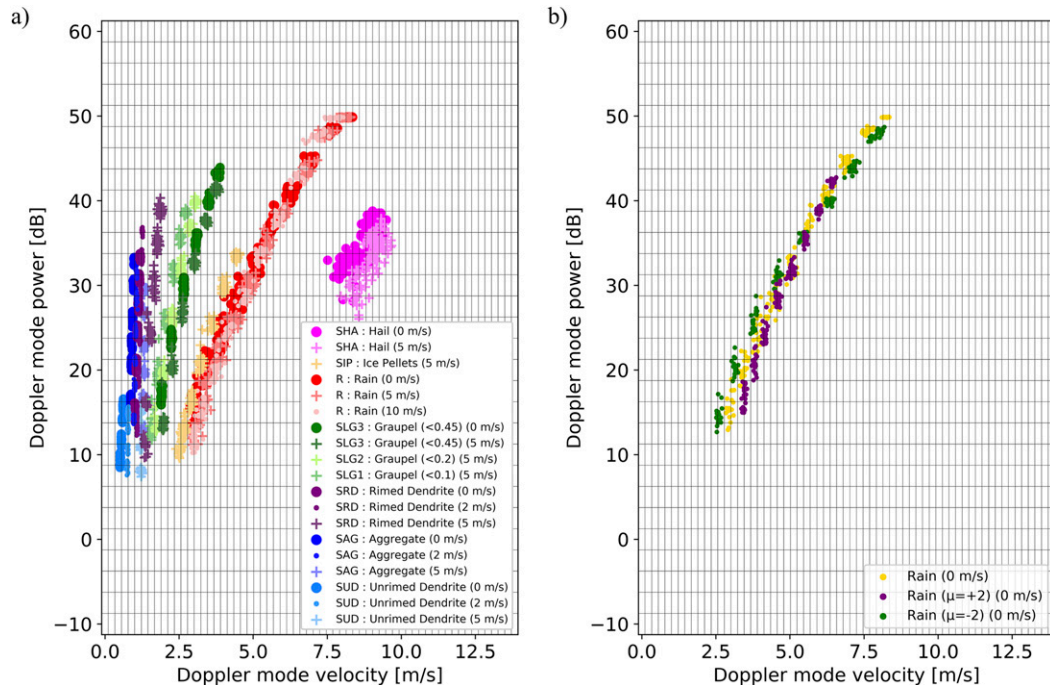 a)
60
50
40
30
20
10
0
−10
Doppler mode power [dB]
0.0 2.5 5.0 7.5 10.0 12.5
Doppler mode velocity [m/s]
SHA : Hail (0 m/s)
SHA : Hail (5 m/s)
SIP : Ice Pellets (5 m/s)
R : Rain (0 m/s)
R : Rain (5 m/s)
R : Rain (10 m/s)
SLG3 : Graupel (<0.45) (0 m/s)
SLG3 : Graupel (<0.45) (5 m/s)
SLG2 : Graupel (<0.2) (5 m/s)
SLG1 : Graupel (<0.1) (5 m/s)
SRD : Rimed Dendrite (0 m/s)
SRD : Rimed Dendrite (2 m/s)
SRD : Rimed Dendrite (5 m/s)
SAG : Aggregate (0 m/s)
SAG : Aggregate (2 m/s)
SAG : Aggregate (5 m/s)
SUD : Unrimed Dendrite (0 m/s)
SUD : Unrimed Dendrite (2 m/s)
SUD : Unrimed Dendrite (5 m/s)
b)
60
50
40
30
20
10
0
−10
Doppler mode power [dB]
0.0 2.5 5.0 7.5 10.0 12.5
Doppler mode velocity [m/s]
Rain (0 m/s)
Rain (μ=+2) (0 m/s)
Rain (μ=-2) (0 m/s)